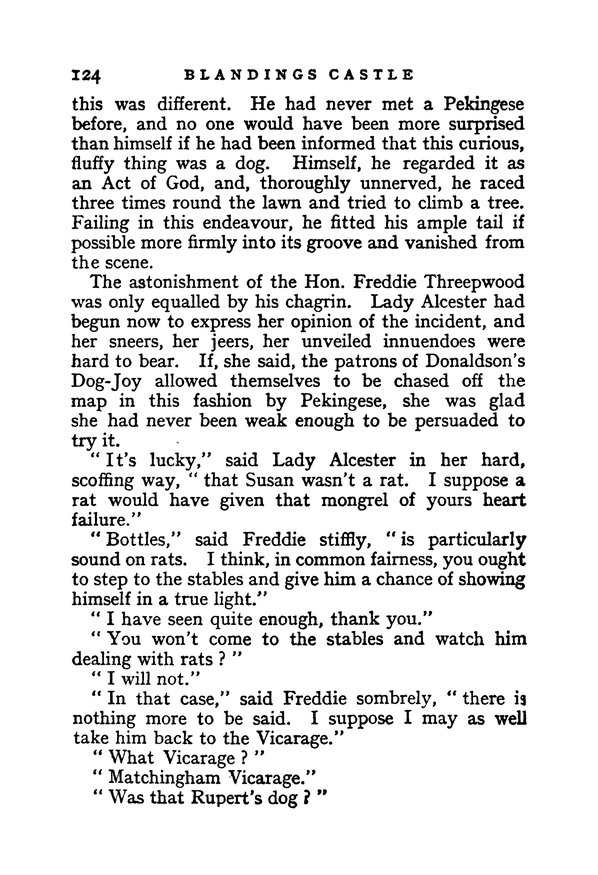 124 BLANDINGS CASTLE
this was different. He had never met a Pekingese
before, and no one would have been more surprised
than himself if he had been informed that this curious,
fluffy thing was a dog. Himself, he regarded it as
an Act of God, and, thoroughly unnerved, he raced
three times round the lawn and tried to climb a tree.
Failing in this endeavour, he fitted his ample tail if
possible more firmly into its groove and vanished from
the scene.
The astonishment of the Hon. Freddie Threepwood
was only equalled by his chagrin. Lady Alcester had
begun now to express her opinion of the incident, and
her sneers, her jeers, her unveiled innuendoes were
hard to bear. If, she said, the patrons of Donaldson's
Dog-Joy allowed themselves to be chased off the
map in this fashion by Pekingese, she was glad
she had never been weak enough to be persuaded to
try it.
"It's lucky," said Lady Alcester in her hard,
scoffing way, "that Susan wasn't a rat. I suppose a
rat would have given that mongrel of yours heart
failure."
"Bottles," said Freddie stiffly, "is particularly
sound on rats. I think, in common fairness, you ought
to step to the stables and give him a chance of showing
himself in a true light."
"I have seen quite enough, thank you."
"You won't come to the stables and watch him
dealing with rats?"
"I will not."
"In that case," said Freddie sombrely, "there is
nothing more to be said. I suppose I may as well
take him back to the Vicarage."
"What Vicarage?"
"Matchingham Vicarage."
"Was that Rupert's dog?"